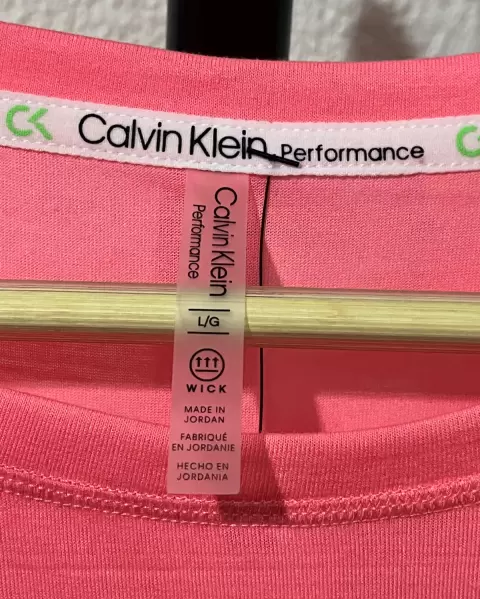 CK Calvin Klein Performance CK
Calvin Klein
Performance
L/G
WICK
MADE IN
JORDAN
FABRIQUÉ
EN JORDANIE
HECHO EN
JORDANIA